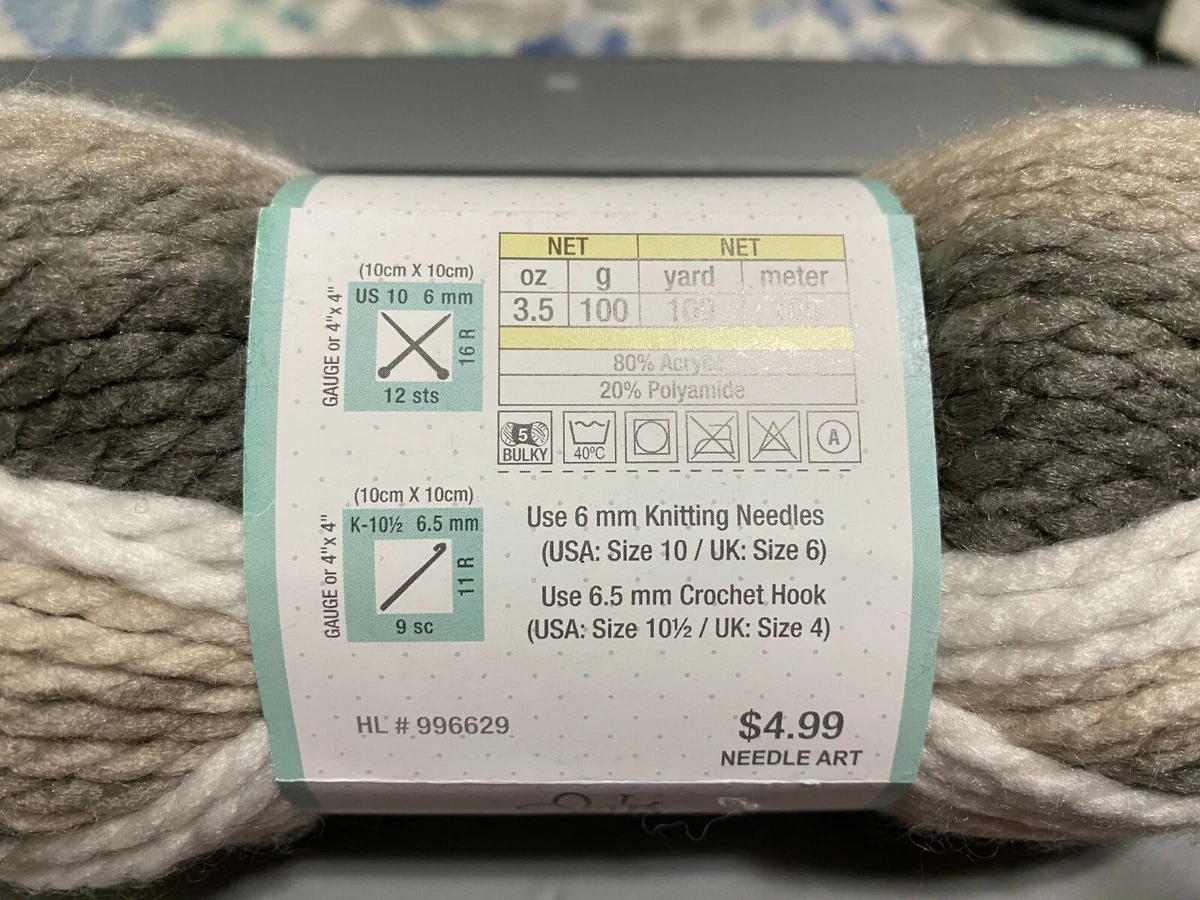 NET NET
oz g yard meter
3.5 100
80% Acrylic
20% Polyamide
5
BULKY
40°C
A
(10cm X 10cm)
GAUGE or 4"x 4"
US 10 6 mm
16 R
12 sts
(10cm X 10cm)
GAUGE or 4"x 4"
K-10½ 6.5 mm
11 R
9 sc
Use 6 mm Knitting Needles
(USA: Size 10 / UK: Size 6)
Use 6.5 mm Crochet Hook
(USA: Size 10½ / UK: Size 4)
HL # 996629
$4.99
NEEDLE ART